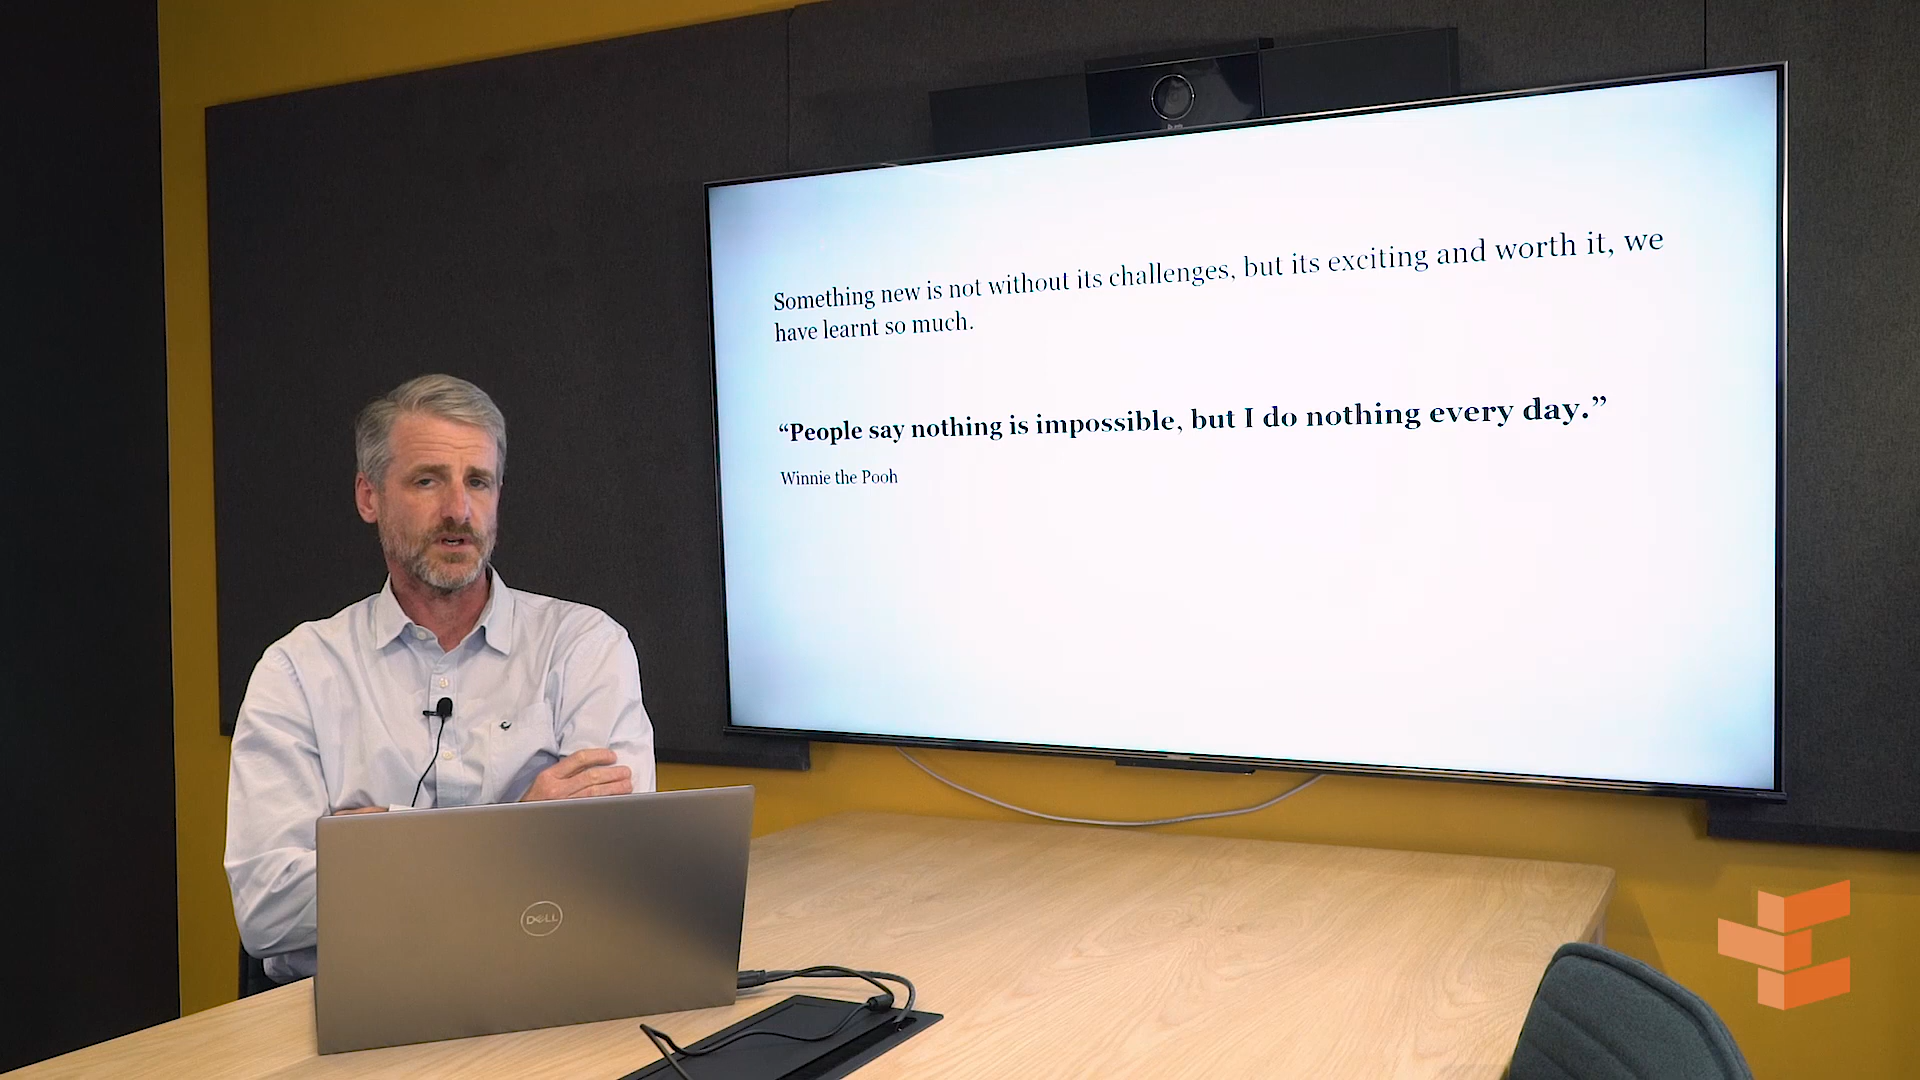 Something new is not without its challenges, but its exciting and worth it, we
have learnt so much.
“People say nothing is impossible, but I do nothing every day.”
Winnie the Pooh
DELL